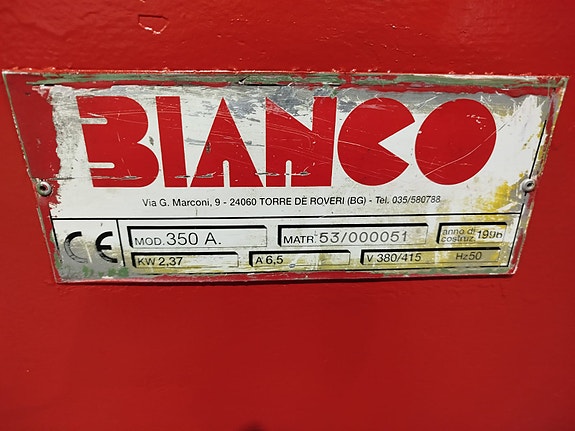 BIANCO
Via G. Marconi, 9 - 24060 TORRE DE ROVERI (BG) - Tel. 035/580788
CE MOD. 350 A. MATR. 53/000051 anno di costruz. 1996
KW 2,37 A 6,5 V 380/415 Hz 50